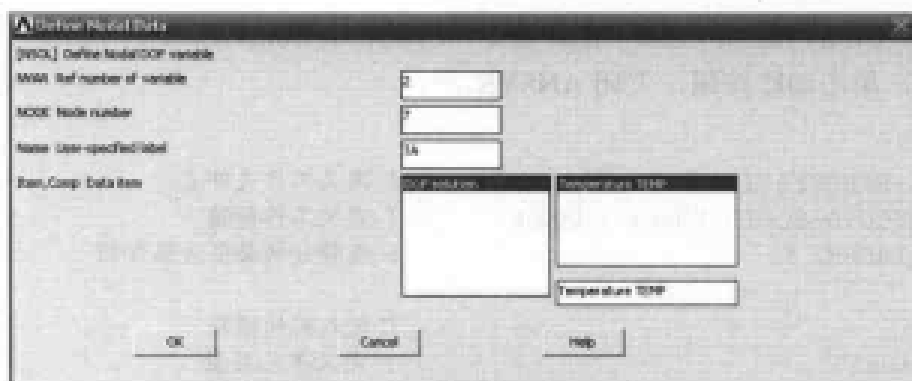 Define Nodal Data
[NSOL] Define Nodal DOF variable
NVAR Ref number of variable
2
NODE Node number
7
Name User-specified label
Item,Comp Data item
DOF solution
Temperature TEMP
Temperature TEMP
OK
Cancel
Help